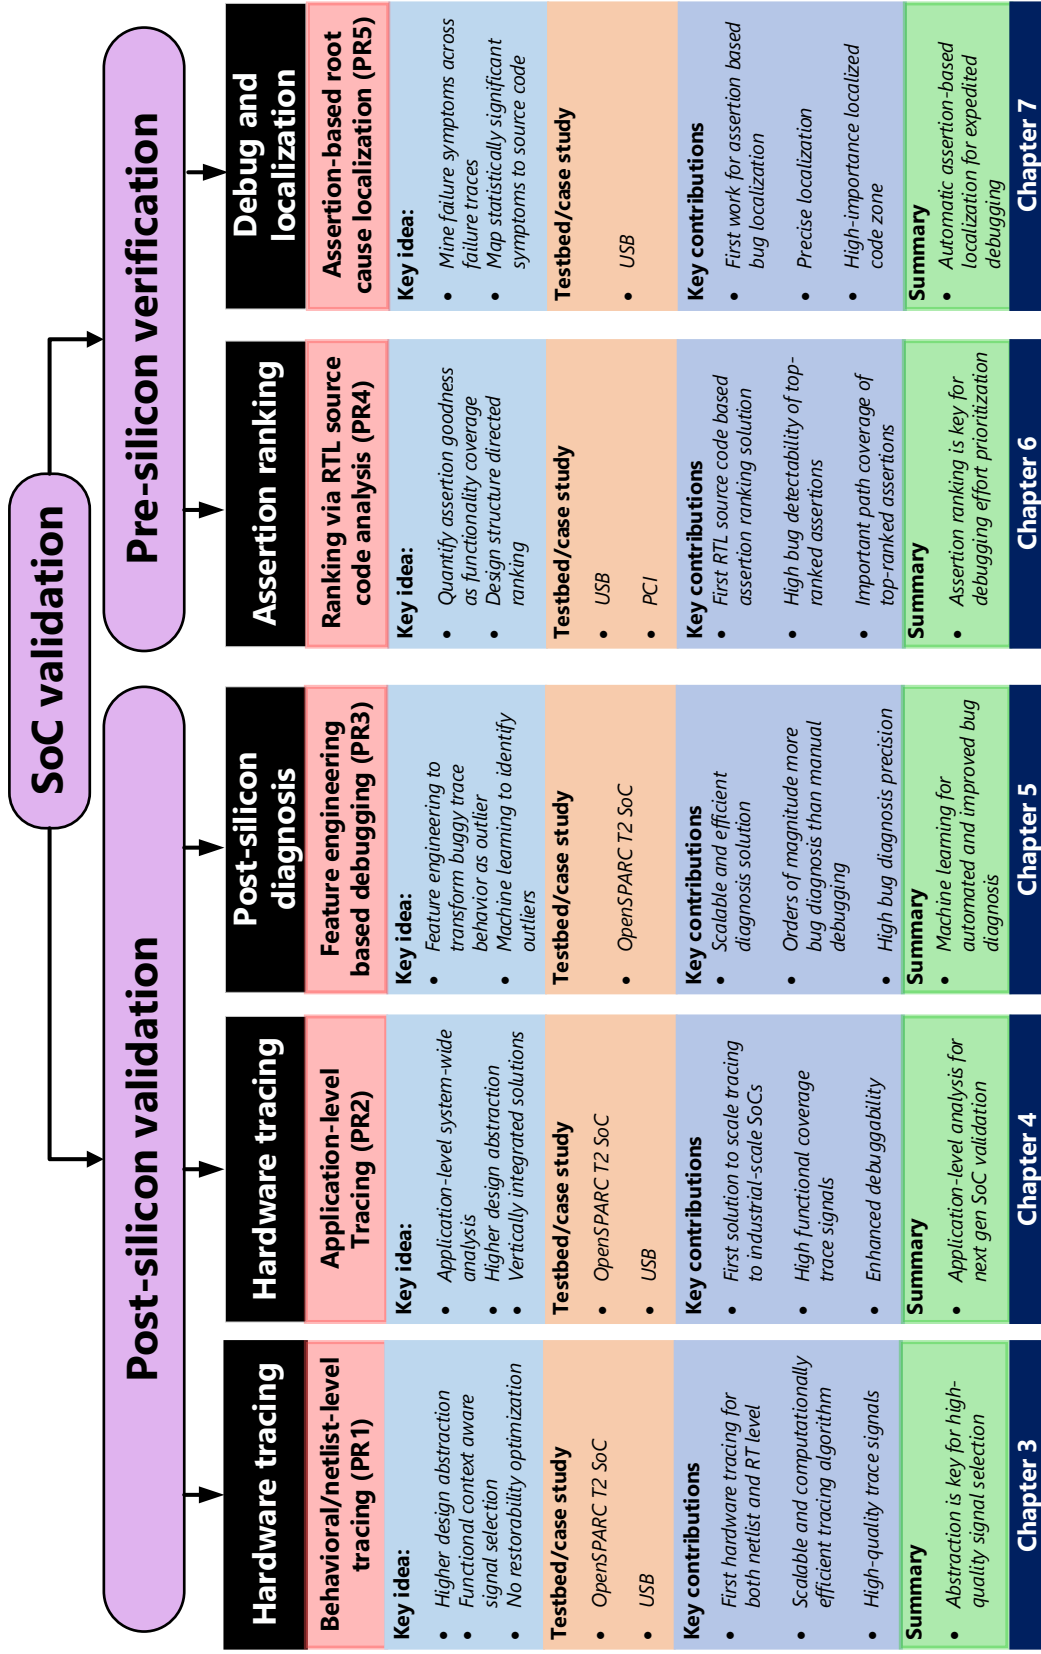 SoC validation
Post-silicon validation
Pre-silicon verification
Hardware tracing
Behavioral/netlist-level
tracing (PR1)
Key idea:
• Higher design abstraction
• Functional context aware
signal selection
• No restorability optimization
Testbed/case study
• OpenSPARC T2 SoC
• USB
Key contributions
• First hardware tracing for
both netlist and RT level
• Scalable and computationally
efficient tracing algorithm
• High-quality trace signals
Summary
• Abstraction is key for high-
quality signal selection
Chapter 3
Hardware tracing
Application-level
Tracing (PR2)
Key idea:
• Application-level system-wide
analysis
• Higher design abstraction
• Vertically integrated solutions
Testbed/case study
• OpenSPARC T2 SoC
• USB
Key contributions
• First solution to scale tracing
to industrial-scale SoCs
• High functional coverage
trace signals
• Enhanced debuggability
Summary
• Application-level analysis for
next gen SoC validation
Chapter 4
Post-silicon
diagnosis
Feature engineering
based debugging (PR3)
Key idea:
• Feature engineering to
transform buggy trace
behavior as outlier
• Machine learning to identify
outliers
Testbed/case study
• OpenSPARC T2 SoC
Key contributions
• Scalable and efficient
diagnosis solution
• Orders of magnitude more
bug diagnosis than manual
debugging
• High bug diagnosis precision
Summary
• Machine learning for
automated and improved bug
diagnosis
Chapter 5
Assertion ranking
Ranking via RTL source
code analysis (PR4)
Key idea:
• Quantify assertion goodness
as functionality coverage
• Design structure directed
ranking
Testbed/case study
• USB
• PCI
Key contributions
• First RTL source code based
assertion ranking solution
• High bug detectability of top-
ranked assertions
• Important path coverage of
top-ranked assertions
Summary
• Assertion ranking is key for
debugging effort prioritization
Chapter 6
Debug and
localization
Assertion-based root
cause localization (PR5)
Key idea:
• Mine failure symptoms across
failure traces
• Map statistically significant
symptoms to source code
Testbed/case study
• USB
Key contributions
• First work for assertion based
bug localization
• Precise localization
• High-importance localized
code zone
Summary
• Automatic assertion-based
localization for expedited
debugging
Chapter 7